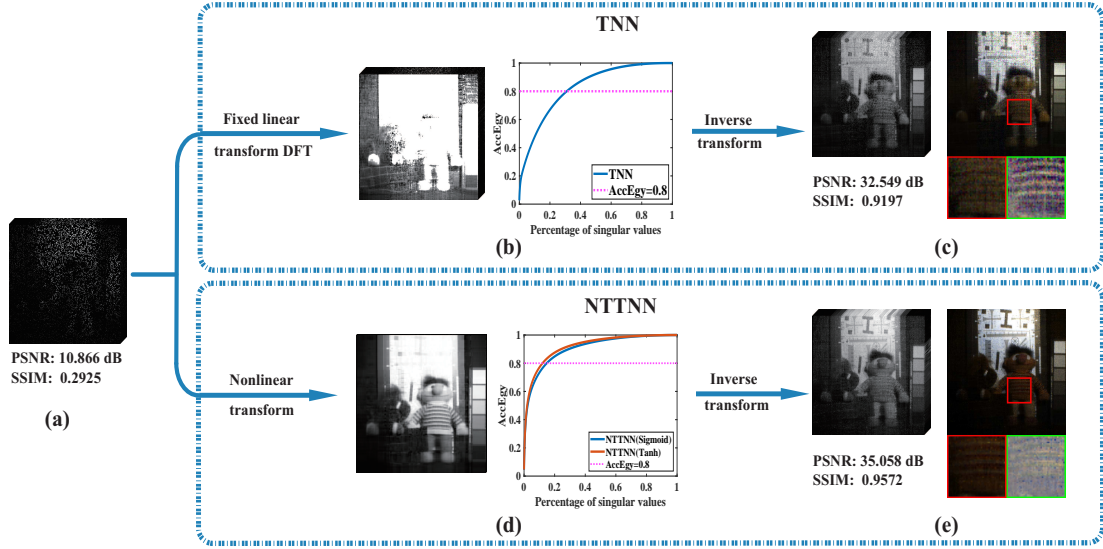 TNN
Fixed linear
transform DFT
AccEgy
1
0.8
0.6
0.4
0.2
0
0 0.2 0.4 0.6 0.8 1
Percentage of singular values
TNN
AccEgy=0.8
(b)
Inverse
transform
PSNR: 32.549 dB
SSIM: 0.9197
(c)
PSNR: 10.866 dB
SSIM: 0.2925
(a)
NTTNN
Nonlinear
transform
AccEgy
1
0.8
0.6
0.4
0.2
0
0 0.2 0.4 0.6 0.8 1
Percentage of singular values
NTTNN(Sigmoid)
NTTNN(Tanh)
AccEgy=0.8
(d)
Inverse
transform
PSNR: 35.058 dB
SSIM: 0.9572
(e)